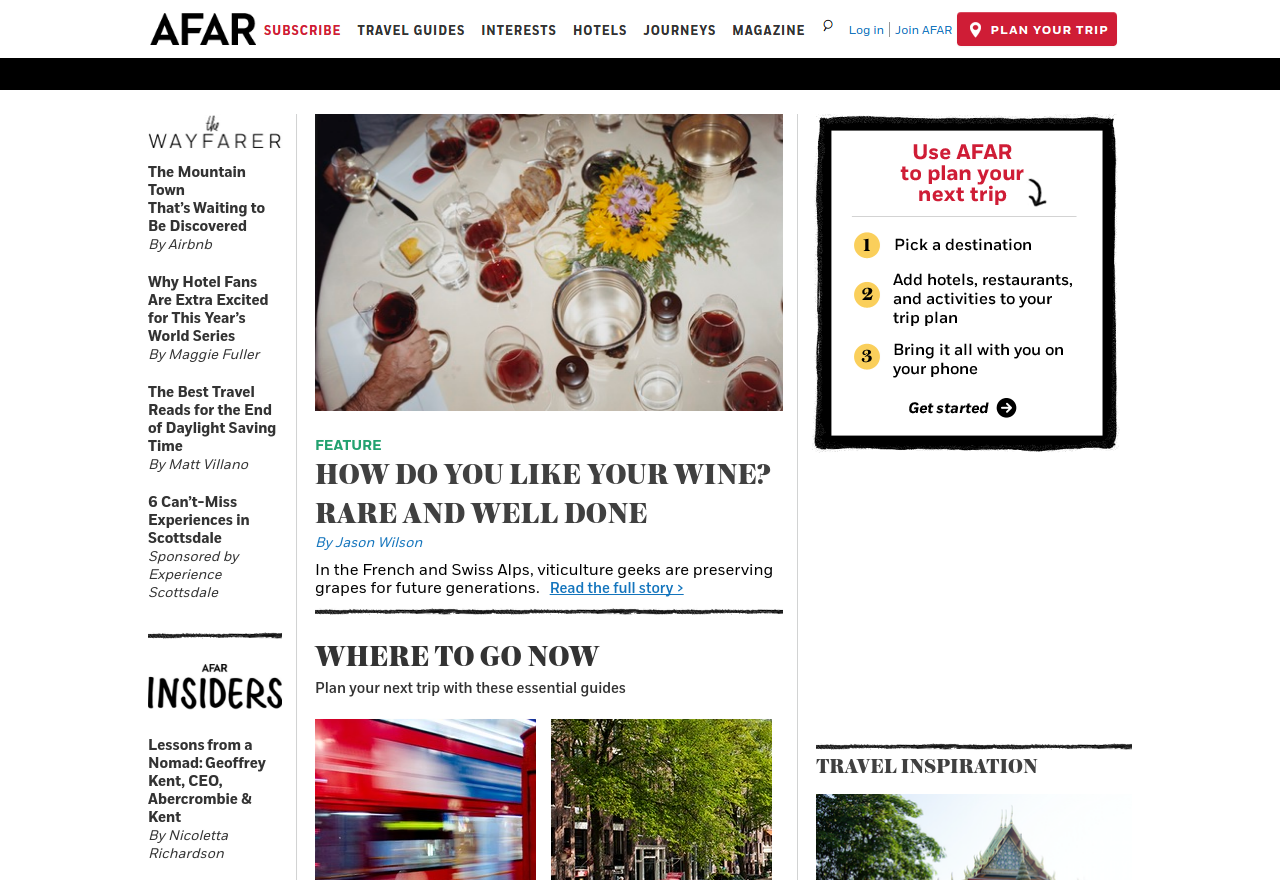 AFAR SUBSCRIBE TRAVEL GUIDES INTERESTS HOTELS JOURNEYS MAGAZINE Log in Join AFAR PLAN YOUR TRIP
the
WAYFARER
The Mountain
Town
That’s Waiting to
Be Discovered
By Airbnb
Why Hotel Fans
Are Extra Excited
for This Year’s
World Series
By Maggie Fuller
The Best Travel
Reads for the End
of Daylight Saving
Time
By Matt Villano
6 Can’t-Miss
Experiences in
Scottsdale
Sponsored by
Experience
Scottsdale
AFAR
INSIDERS
Lessons from a
Nomad: Geoffrey
Kent, CEO,
Abercrombie &
Kent
By Nicoletta
Richardson
FEATURE
HOW DO YOU LIKE YOUR WINE?
RARE AND WELL DONE
By Jason Wilson
In the French and Swiss Alps, viticulture geeks are preserving
grapes for future generations. Read the full story >
WHERE TO GO NOW
Plan your next trip with these essential guides
Use AFAR
to plan your
next trip
1 Pick a destination
2 Add hotels, restaurants,
and activities to your
trip plan
3 Bring it all with you on
your phone
Get started
TRAVEL INSPIRATION